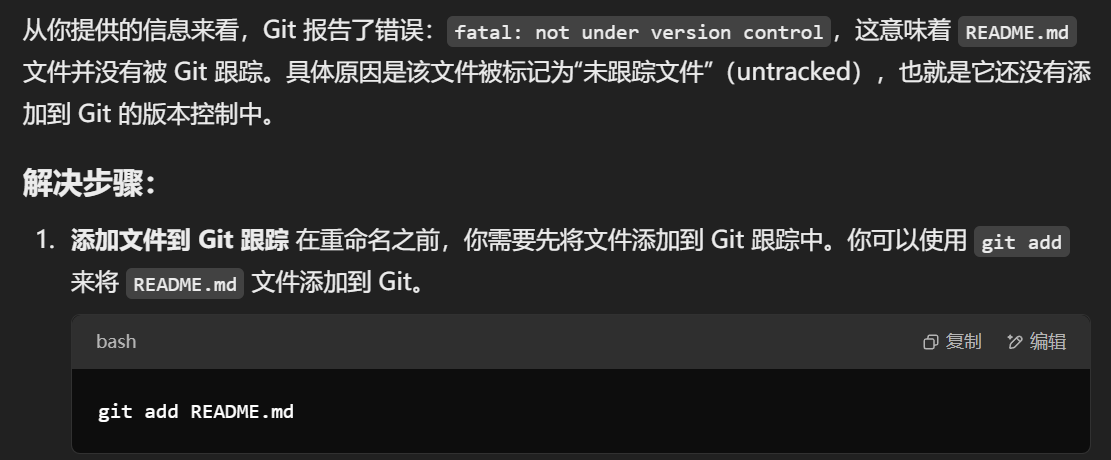 从你提供的信息来看，Git 报告了错误：fatal: not under version control，这意味着 README.md
文件并没有被 Git 跟踪。具体原因是该文件被标记为“未跟踪文件”（untracked），也就是它还没有添
加到 Git 的版本控制中。
解决步骤：
1. 添加文件到 Git 跟踪 在重命名之前，你需要先将文件添加到 Git 跟踪中。你可以使用 git add
来将 README.md 文件添加到 Git。
bash 复制 编辑
git add README.md